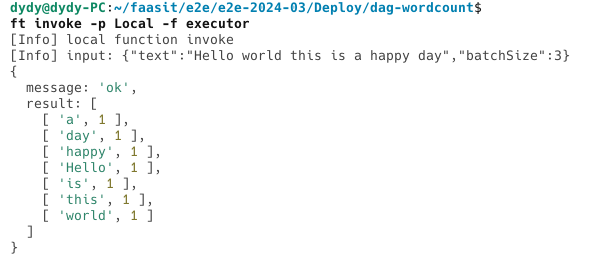 dydy@dydy-PC:~/faasit/e2e/e2e-2024-03/Deploy/dag-wordcount$
ft invoke -p Local -f executor
[Info] local function invoke
[Info] input: {"text":"Hello world this is a happy day","batchSize":3}
{
  message: 'ok',
  result: [
    [ 'a', 1 ],
    [ 'day', 1 ],
    [ 'happy', 1 ],
    [ 'Hello', 1 ],
    [ 'is', 1 ],
    [ 'this', 1 ],
    [ 'world', 1 ]
  ]
}